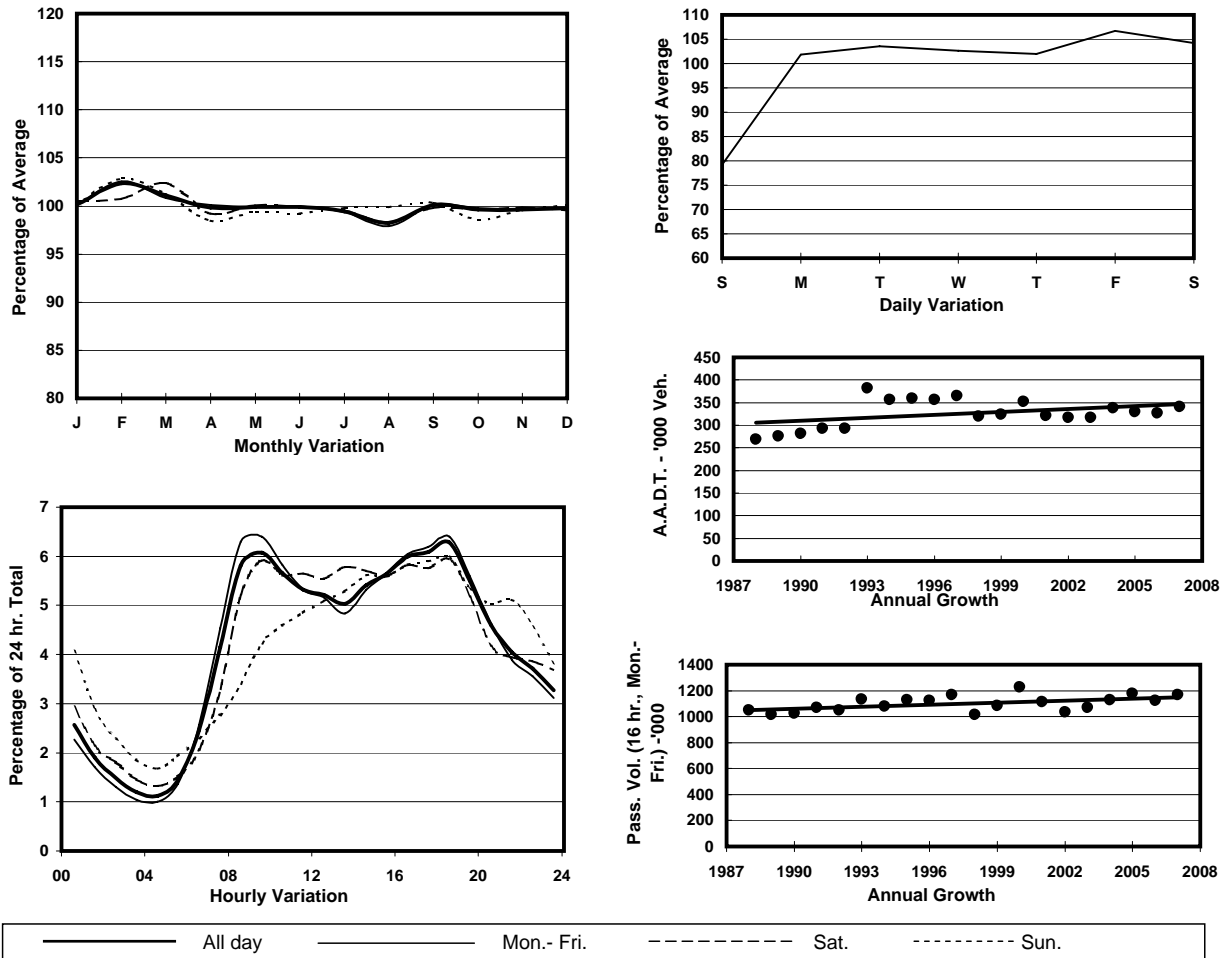 120
115
110
105
100
95
90
85
80
Percentage of Average
J F M A M J J A S O N D
Monthly Variation
110
105
100
95
90
85
80
75
70
65
60
Percentage of Average
S M T W T F S
Daily Variation
450
400
350
300
250
200
150
100
50
0
A.A.D.T. - '000 Veh.
1987 1990 1993 1996 1999 2002 2005 2008
Annual Growth
7
6
5
4
3
2
1
0
Percentage of 24 hr. Total
00 04 08 12 16 20 24
Hourly Variation
1400
1200
1000
800
600
400
200
0
Pass. Vol. (16 hr., Mon.-
Fri.) -'000
1987 1990 1993 1996 1999 2002 2005 2008
Annual Growth
All day Mon.- Fri. Sat. Sun.